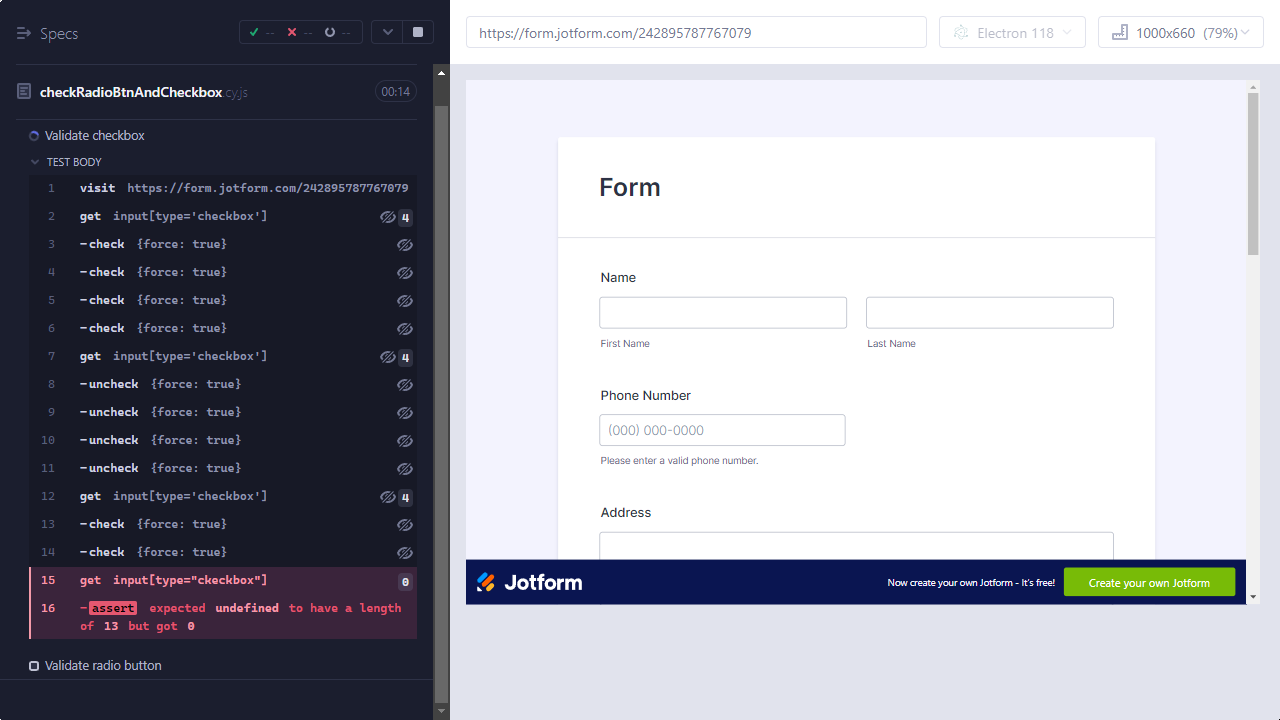 Specs
-- -- --
checkRadioBtnAndCheckbox cy.js
00:14
Validate checkbox
TEST BODY
1 visit https://form.jotform.com/242895787767079
2 get input[type='checkbox'] 4
3 -check {force: true}
4 -check {force: true}
5 -check {force: true}
6 -check {force: true}
7 get input[type='checkbox'] 4
8 -uncheck {force: true}
9 -uncheck {force: true}
10 -uncheck {force: true}
11 -uncheck {force: true}
12 get input[type='checkbox'] 4
13 -check {force: true}
14 -check {force: true}
15 get input[type="ckeckbox"] 0
16 -assert expected undefined to have a length
of 13 but got 0
Validate radio button
https://form.jotform.com/242895787767079
Electron 118
1000x660 (79%)
Form
Name
First Name
Last Name
Phone Number
(000) 000-0000
Please enter a valid phone number.
Address
Jotform
Now create your own Jotform - It's free!
Create your own Jotform